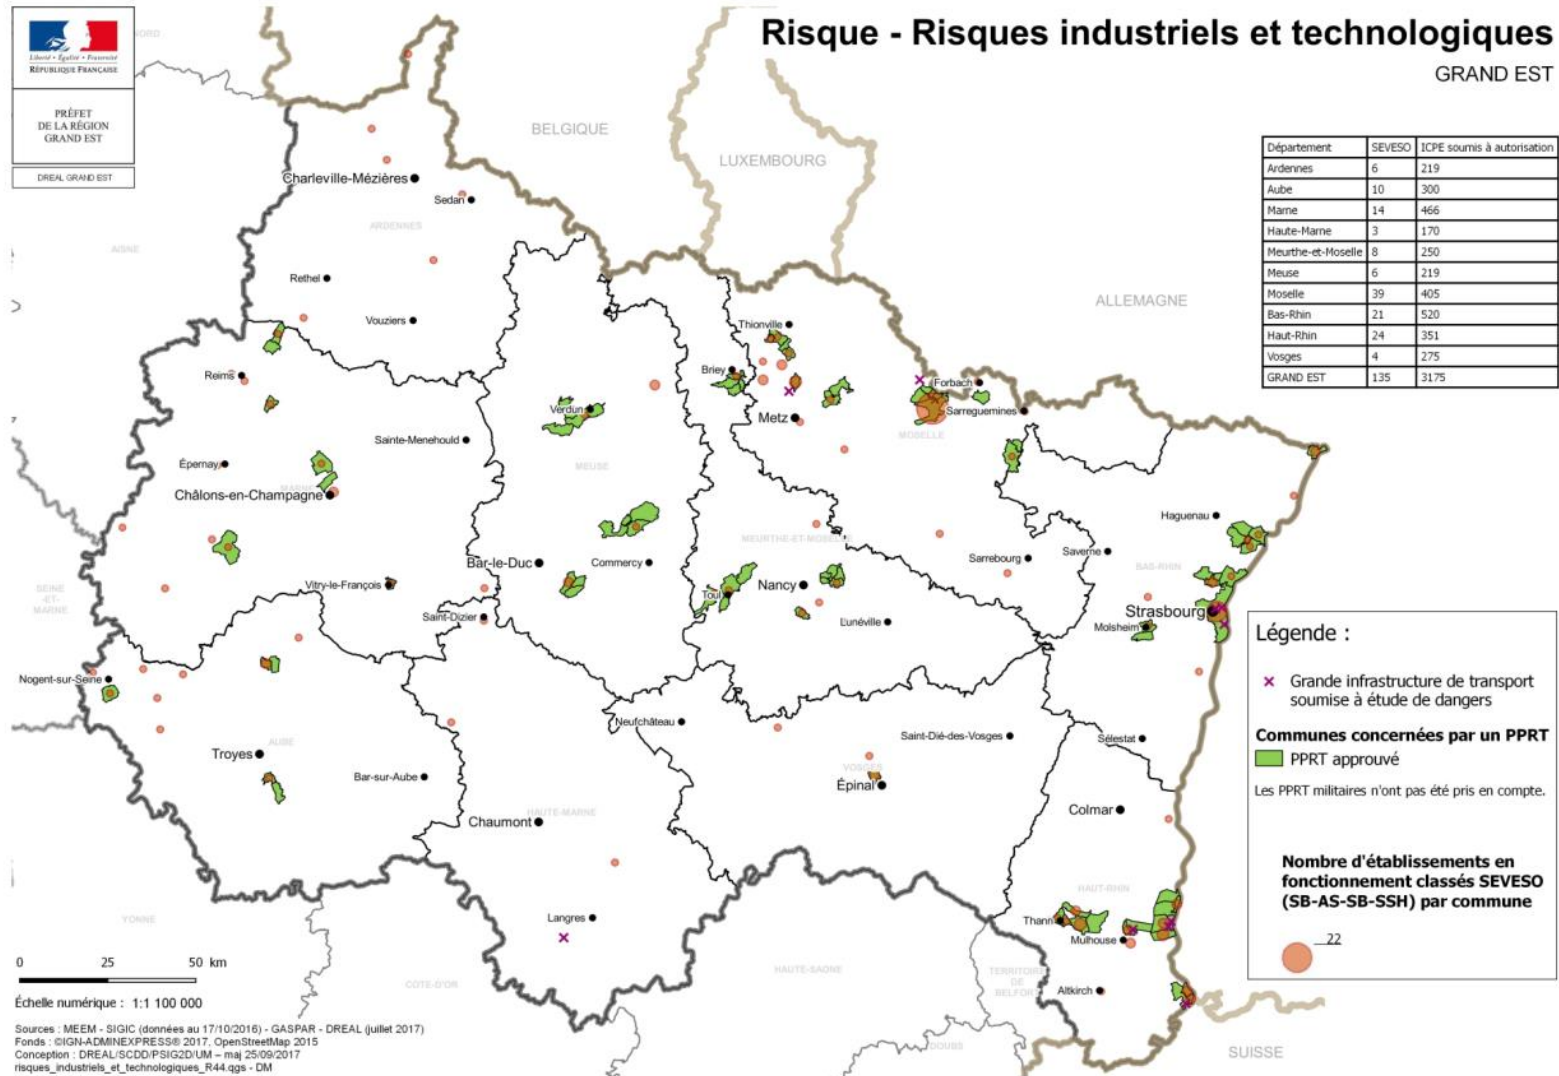 Liberté • Égalité • Fraternité
RÉPUBLIQUE FRANÇAISE
PRÉFET
DE LA RÉGION
GRAND EST
DREAL GRAND EST
Risque - Risques industriels et technologiques
GRAND EST
Département SEVESO ICPE soumis à autorisation
Ardennes 6 219
Aube 10 300
Marne 14 466
Haute-Marne 3 170
Meurthe-et-Moselle 8 250
Meuse 6 219
Moselle 39 405
Bas-Rhin 21 520
Haut-Rhin 24 351
Vosges 4 275
GRAND EST 135 3175
NORD
BELGIQUE
LUXEMBOURG
ALLEMAGNE
AISNE
Charleville-Mézières
Sedan
ARDENNES
Rethel
Vouziers
Thionville
Reims
Briey
Forbach
Verdun
Metz
Sarreguemines
MOSELLE
Sainte-Menehould
Épernay
MEUSE
MARNE
Châlons-en-Champagne
Haguenau
MEURTHE-ET-MOSELLE
Bar-le-Duc
Commercy
Sarrebourg
Saverne
BAS-RHIN
SEINE
-ET-
MARNE
Vitry-le-François
Toul
Nancy
Strasbourg
Saint-Dizier
Lunéville
Molsheim
Nogent-sur-Seine
Neufchâteau
Saint-Dié-des-Vosges
Sélestat
Troyes
AUBE
Bar-sur-Aube
VOSGES
Épinal
Chaumont
HAUTE-MARNE
Colmar
HAUT-RHIN
YONNE
Langres
Thann
Mulhouse
CÔTE-D'OR
HAUTE-SAÔNE
TERRITOIRE
DE
BELFORT
Altkirch
DOUBS
SUISSE
Légende :
Grande infrastructure de transport
soumise à étude de dangers
Communes concernées par un PPRT
PPRT approuvé
Les PPRT militaires n'ont pas été pris en compte.
Nombre d'établissements en
fonctionnement classés SEVESO
(SB-AS-SB-SSH) par commune
22
0 25 50 km
Échelle numérique : 1:1 100 000
Sources : MEEM - SIGIC (données au 17/10/2016) - GASPAR - DREAL (juillet 2017)
Fonds : ©IGN-ADMINEXPRESS® 2017, OpenStreetMap 2015
Conception : DREAL/SCDD/PSIG2D/UM – maj 25/09/2017
risques_industriels_et_technologiques_R44.qgs - DM